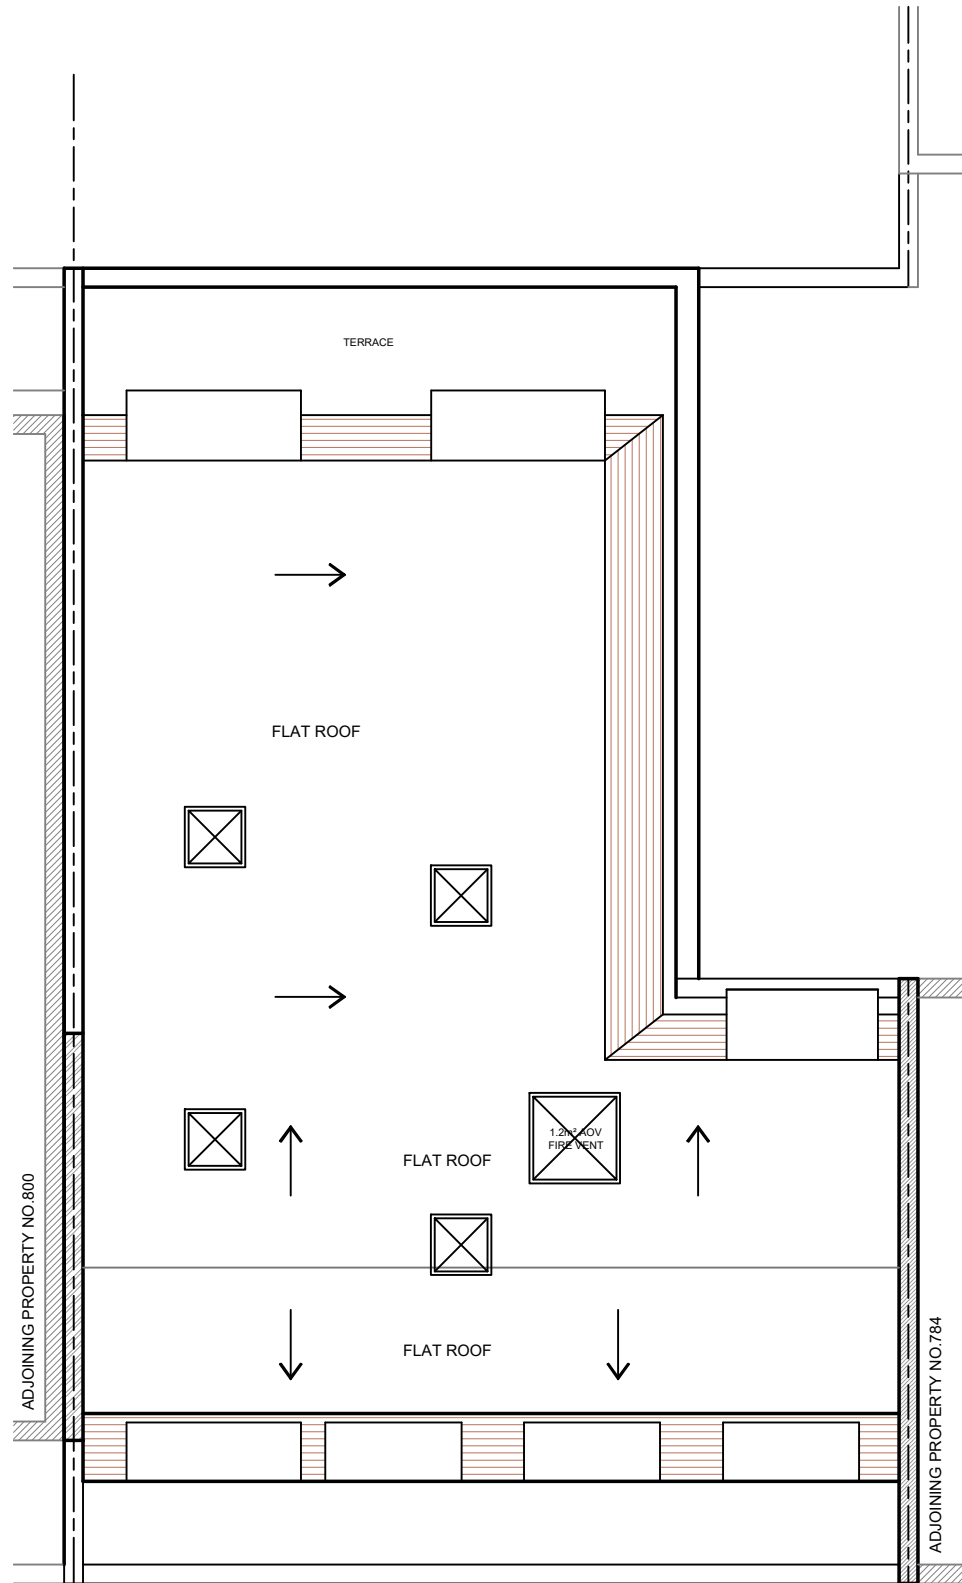 TERRACE
FLAT ROOF
1.2m² AOV
FIRE VENT
FLAT ROOF
ADJOINING PROPERTY NO.800
FLAT ROOF
ADJOINING PROPERTY NO.784